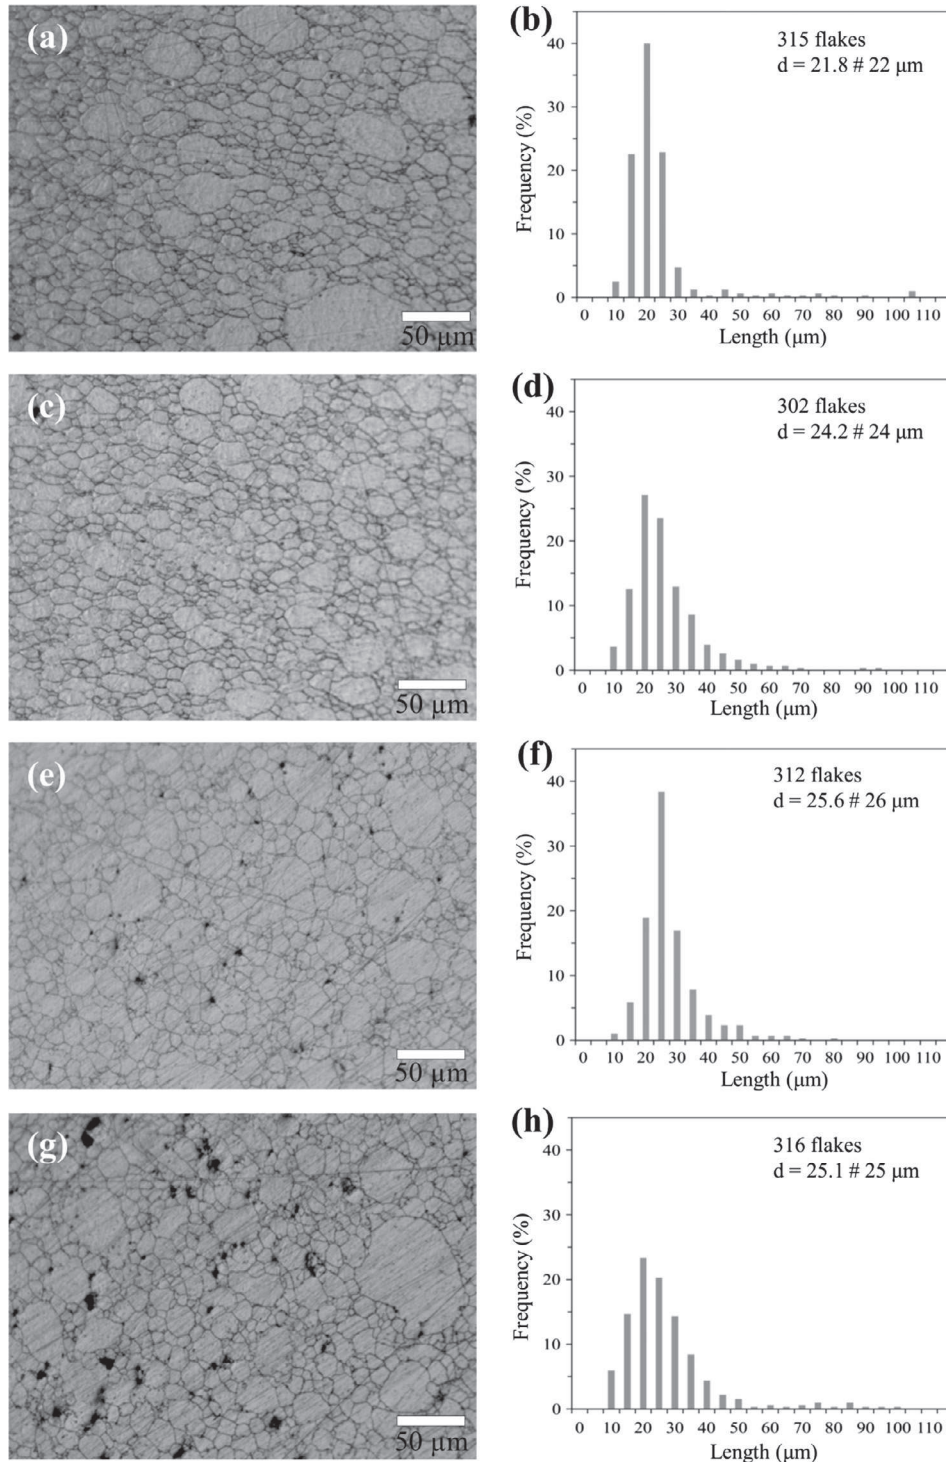 (a)
50 μm
(b)
315 flakes
d = 21.8 # 22 μm
Frequency (%)
40
30
20
10
0
0 10 20 30 40 50 60 70 80 90 100 110
Length (μm)
(c)
50 μm
(d)
302 flakes
d = 24.2 # 24 μm
Frequency (%)
40
30
20
10
0
0 10 20 30 40 50 60 70 80 90 100 110
Length (μm)
(e)
50 μm
(f)
312 flakes
d = 25.6 # 26 μm
Frequency (%)
40
30
20
10
0
0 10 20 30 40 50 60 70 80 90 100 110
Length (μm)
(g)
50 μm
(h)
316 flakes
d = 25.1 # 25 μm
Frequency (%)
40
30
20
10
0
0 10 20 30 40 50 60 70 80 90 100 110
Length (μm)